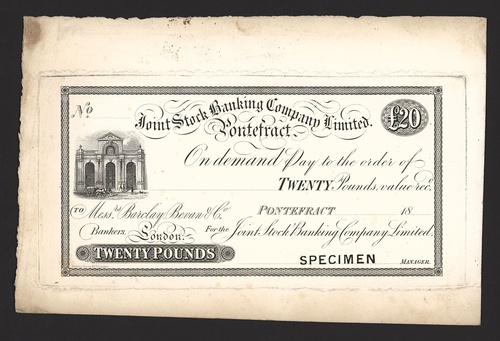 Joint Stock Banking Company Limited.
No
£20
Pontefract.
On demand Pay to the order of
TWENTY Pounds, value rec.
TO Mess.rs Barclay, Bevan & Co.
PONTEFRACT 18
Bankers, London.
For the Joint Stock Banking Company Limited.
TWENTY POUNDS
SPECIMEN
MANAGER.